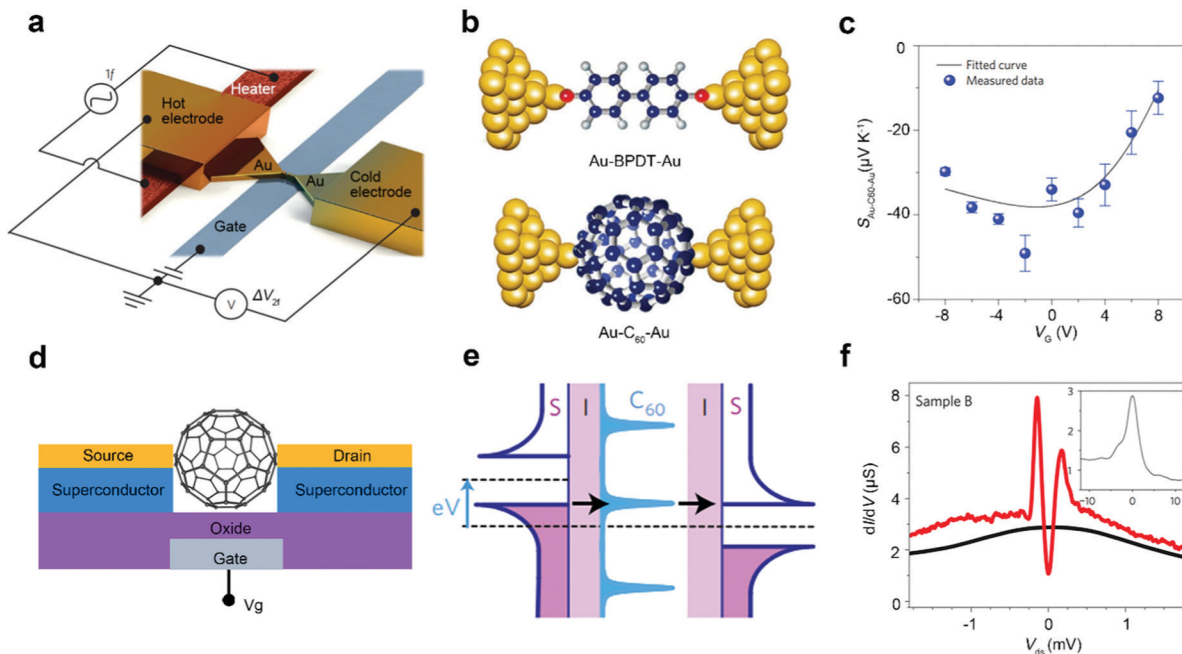 a
1f
Heater
Hot
electrode
Au
Au
Cold
electrode
Gate
V
ΔV2f
b
Au-BPDT-Au
Au-C60-Au
c
0
-20
-40
-60
SAu-C60-Au(μV K-1)
Fitted curve
Measured data
-8
-4
0
4
8
VG (V)
d
Source
Drain
Superconductor
Superconductor
Oxide
Gate
Vg
e
S
I
C60
I
S
eV
f
Sample B
8
6
4
2
0
dI/dV (μS)
3
2
1
-10
0
10
-1
0
1
Vds (mV)